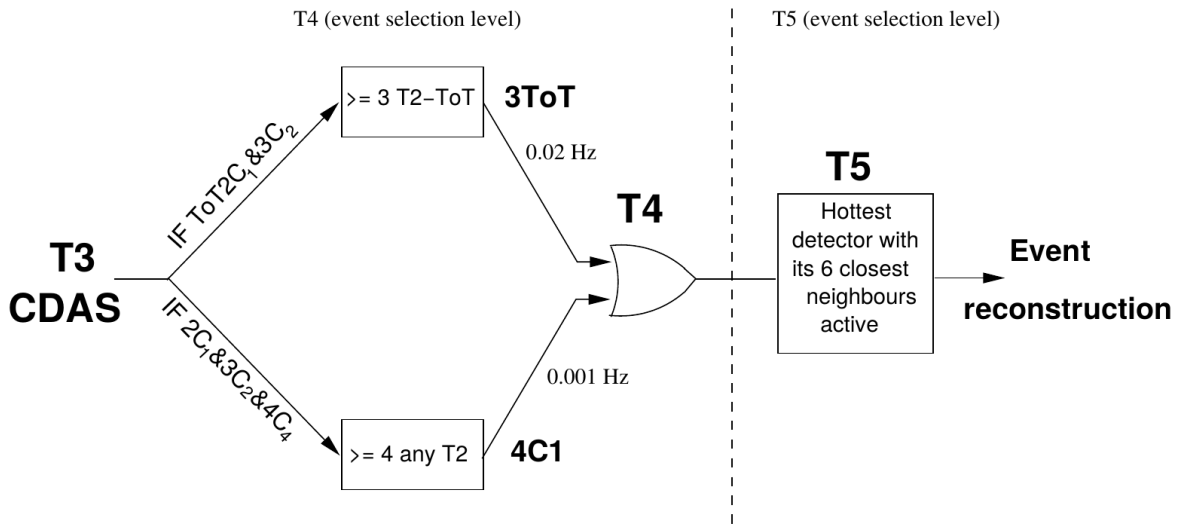 T4 (event selection level)
T5 (event selection level)
>= 3 T2−ToT
3ToT
IF ToT2C₁&3C₂
0.02 Hz
T5
T4
Hottest
detector with
its 6 closest
neighbours
active
T3
CDAS
Event
reconstruction
IF 2C₁&3C₂&4C₄
0.001 Hz
>= 4 any T2
4C1